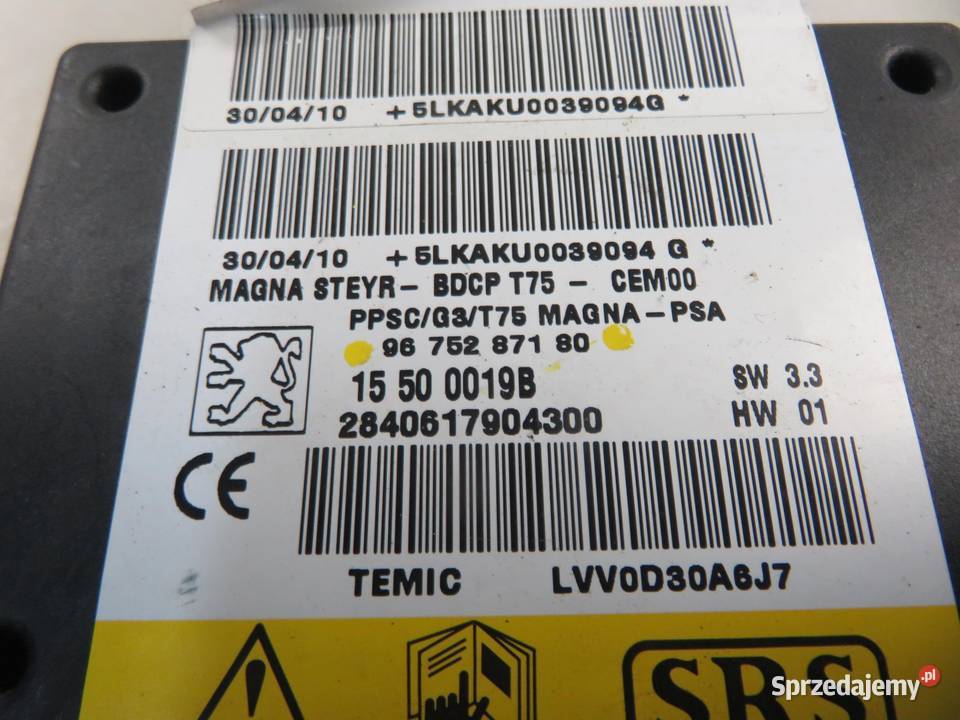 30/04/10 +5LKAKU0039094G *
30/04/10 +5LKAKU0039094 G *
MAGNA STEYR- BDCP T75 - CEM00
PPSC/G3/T75 MAGNA-PSA
96 752 871 80
15 50 0019B SW 3.3
2840617904300 HW 01
CE
TEMIC LVV0D30A6J7
SRS
Sprzedajemy.pl